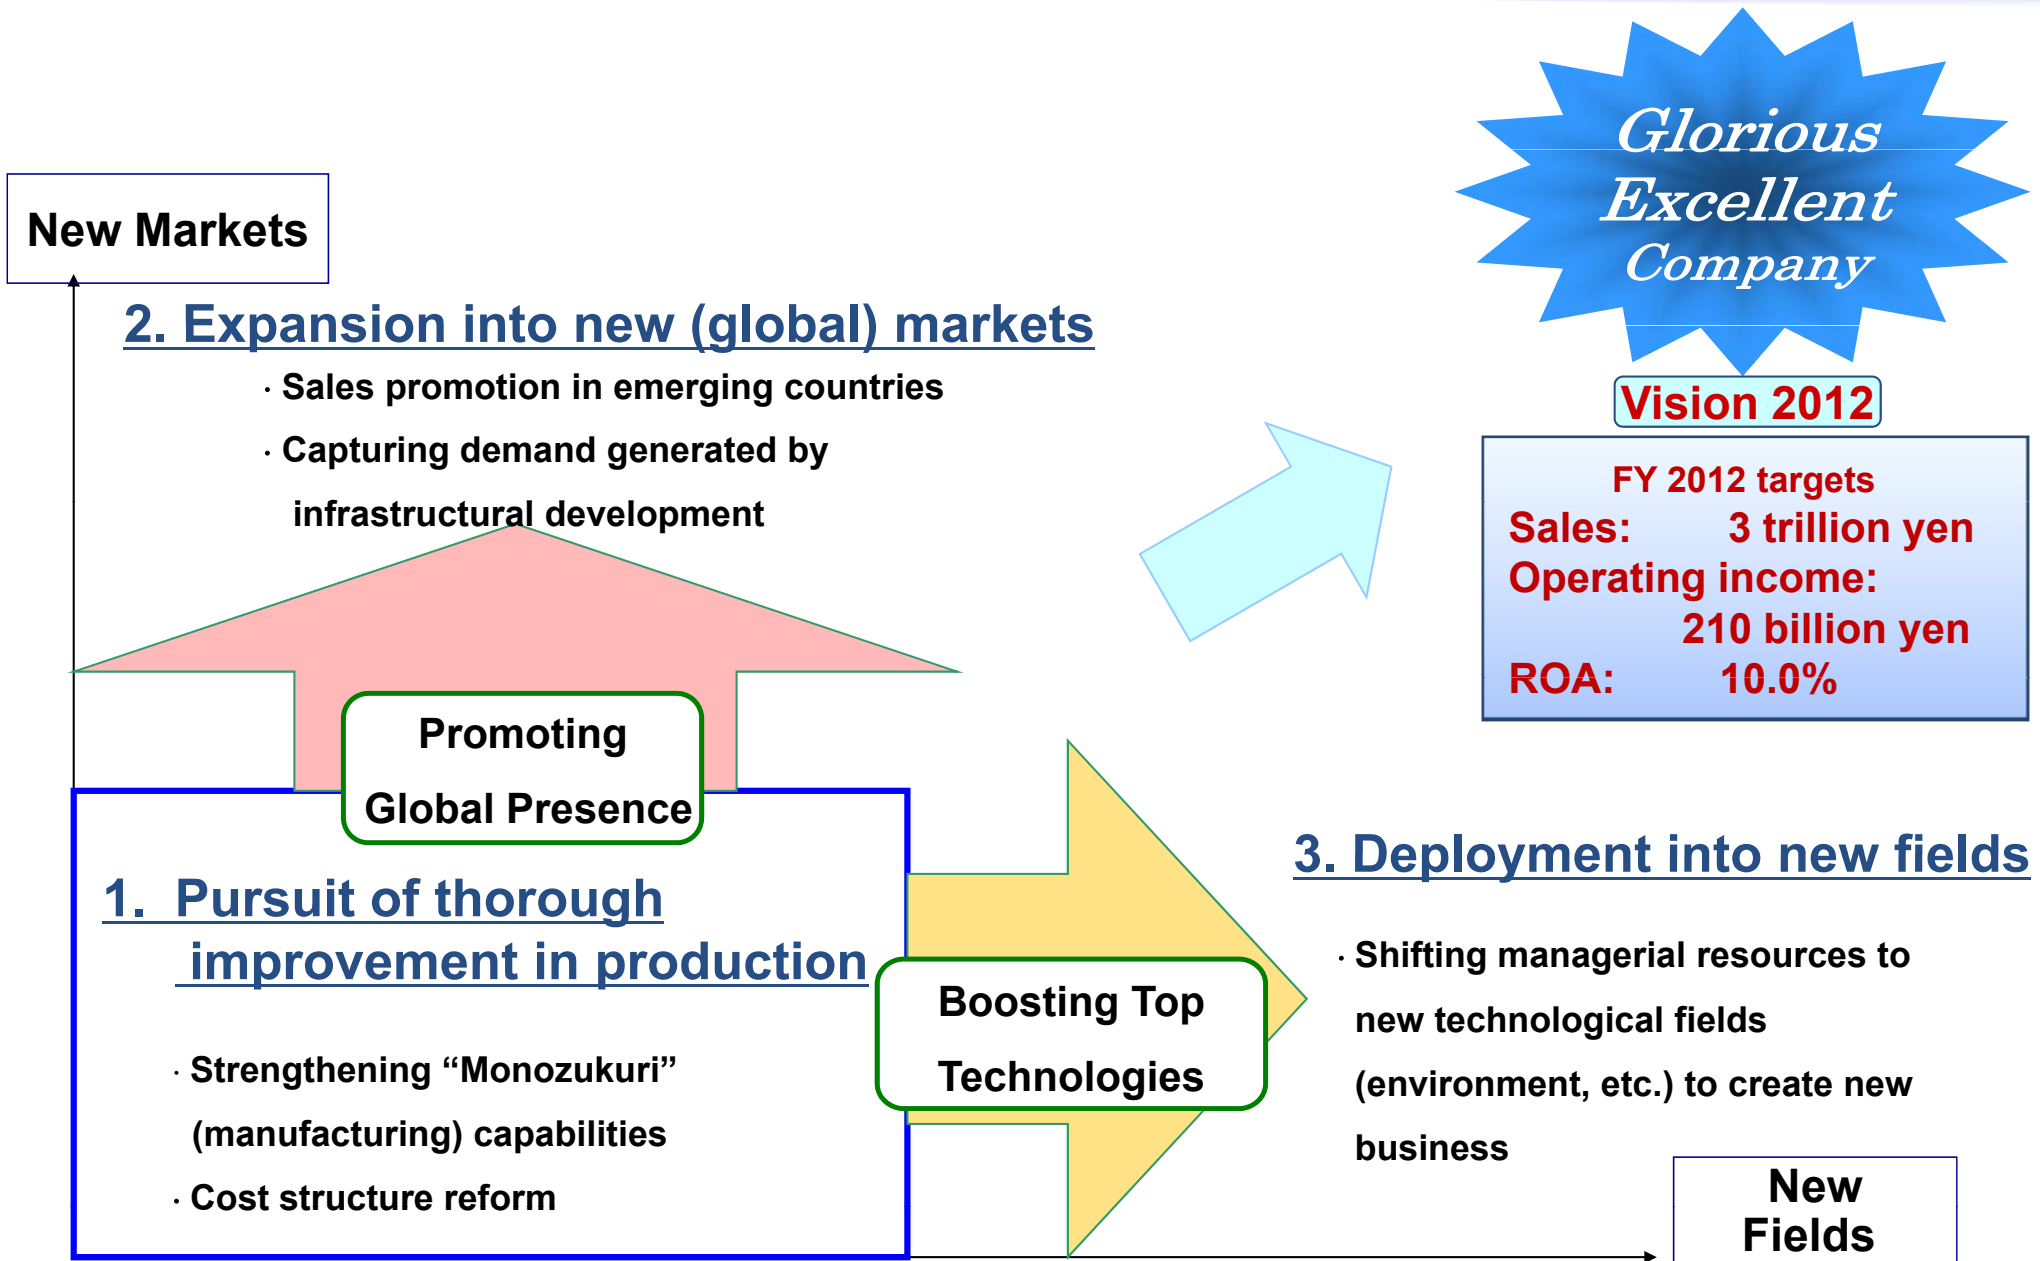 Glorious
Excellent
Company
New Markets
2. Expansion into new (global) markets
· Sales promotion in emerging countries
· Capturing demand generated by
infrastructural development
Vision 2012
FY 2012 targets
Sales: 3 trillion yen
Operating income:
210 billion yen
ROA: 10.0%
Promoting
Global Presence
1. Pursuit of thorough
improvement in production
· Strengthening “Monozukuri”
(manufacturing) capabilities
· Cost structure reform
Boosting Top
Technologies
3. Deployment into new fields
· Shifting managerial resources to
new technological fields
(environment, etc.) to create new
business
New
Fields